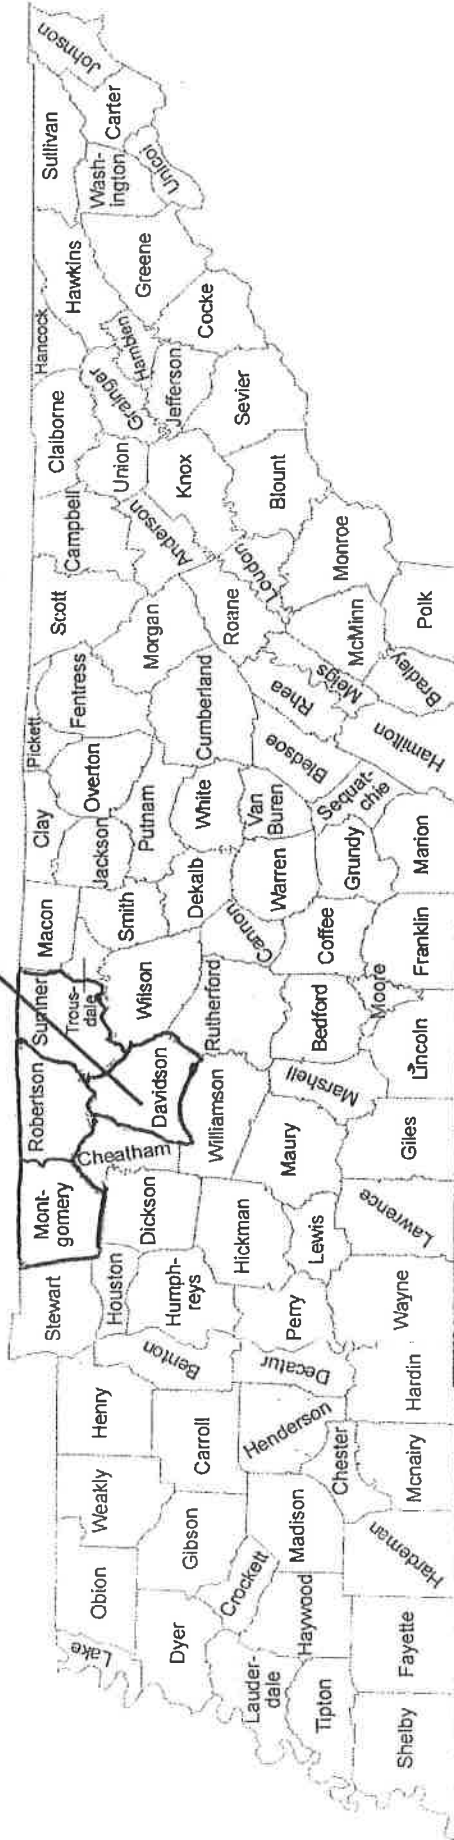 Johnson
Sullivan
Carter
Wash-
ington
Unicoi
Hawkins
Greene
Hancock
Hamblen
Cocke
Grainger
Jefferson
Claiborne
Union
Knox
Sevier
Campbell
Anderson
Blount
Loudon
Monroe
Scott
Morgan
Roane
McMinn
Polk
Meigs
Bradley
Rhea
Hamilton
Pickett
Fentress
Cumberland
Bledsoe
Sequat-
chie
Clay
Overton
Putnam
White
Van
Buren
Jackson
Grundy
Marion
Macon
Smith
Dekalb
Warren
Cannon
Coffee
Franklin
Sumner
Trous-
dale
Wilson
Rutherford
Bedford
Moore
Lincoln
Robertson
Davidson
Williamson
Marshell
Cheatham
Maury
Giles
Mont-
gomery
Dickson
Hickman
Lewis
Lawrence
Stewart
Houston
Humph-
reys
Perry
Wayne
Benton
Decatur
Hardin
Henry
Carroll
Henderson
Chester
Mcnairy
Weakly
Gibson
Madison
Hardeman
Obion
Crockett
Haywood
Fayette
Lake
Dyer
Lauder-
dale
Tipton
Shelby